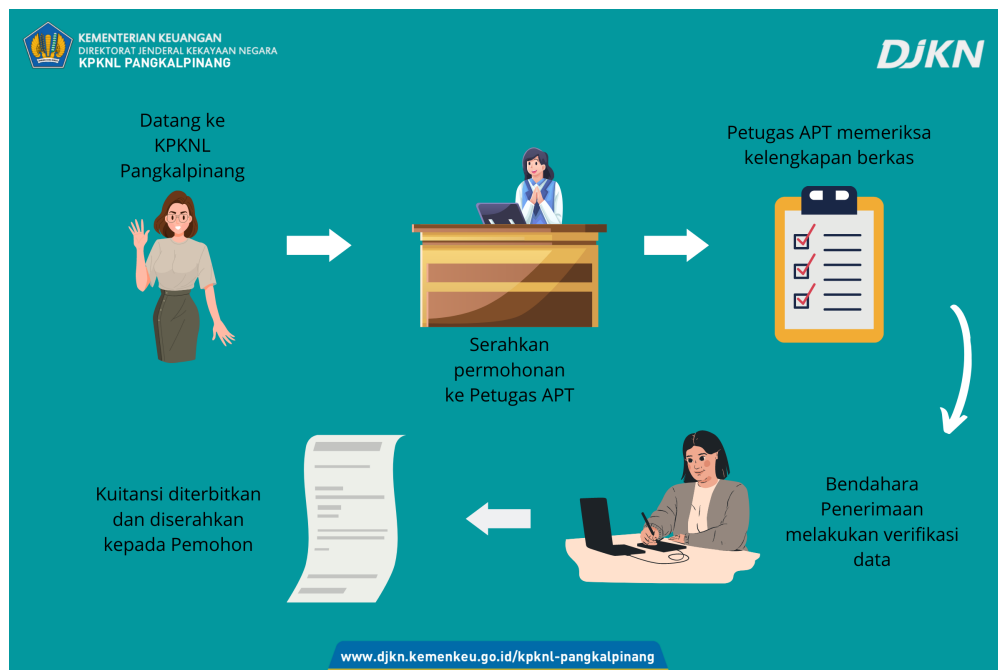 KEMENTERIAN KEUANGAN
DIREKTORAT JENDERAL KEKAYAAN NEGARA
KPKNL PANGKALPINANG
DJKN
Datang ke
KPKNL
Pangkalpinang
Serahkan
permohonan
ke Petugas APT
Petugas APT memeriksa
kelengkapan berkas
Bendahara
Penerimaan
melakukan verifikasi
data
Kuitansi diterbitkan
dan diserahkan
kepada Pemohon
www.djkn.kemenkeu.go.id/kpknl-pangkalpinang